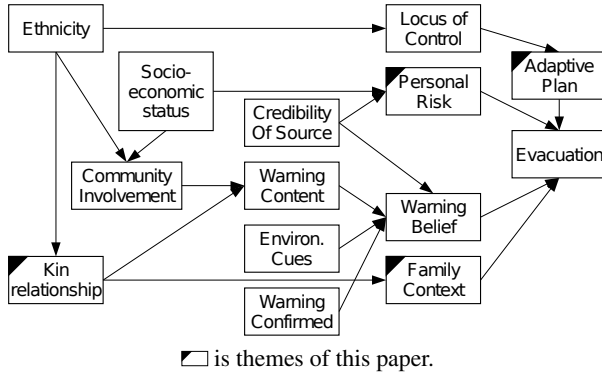 Ethnicity
Locus of
Control
Socio-
economic
status
Personal
Risk
Adaptive
Plan
Credibility
Of Source
Evacuation
Community
Involvement
Warning
Content
Warning
Belief
Environ.
Cues
Kin
relationship
Family
Context
Warning
Confirmed
is themes of this paper.